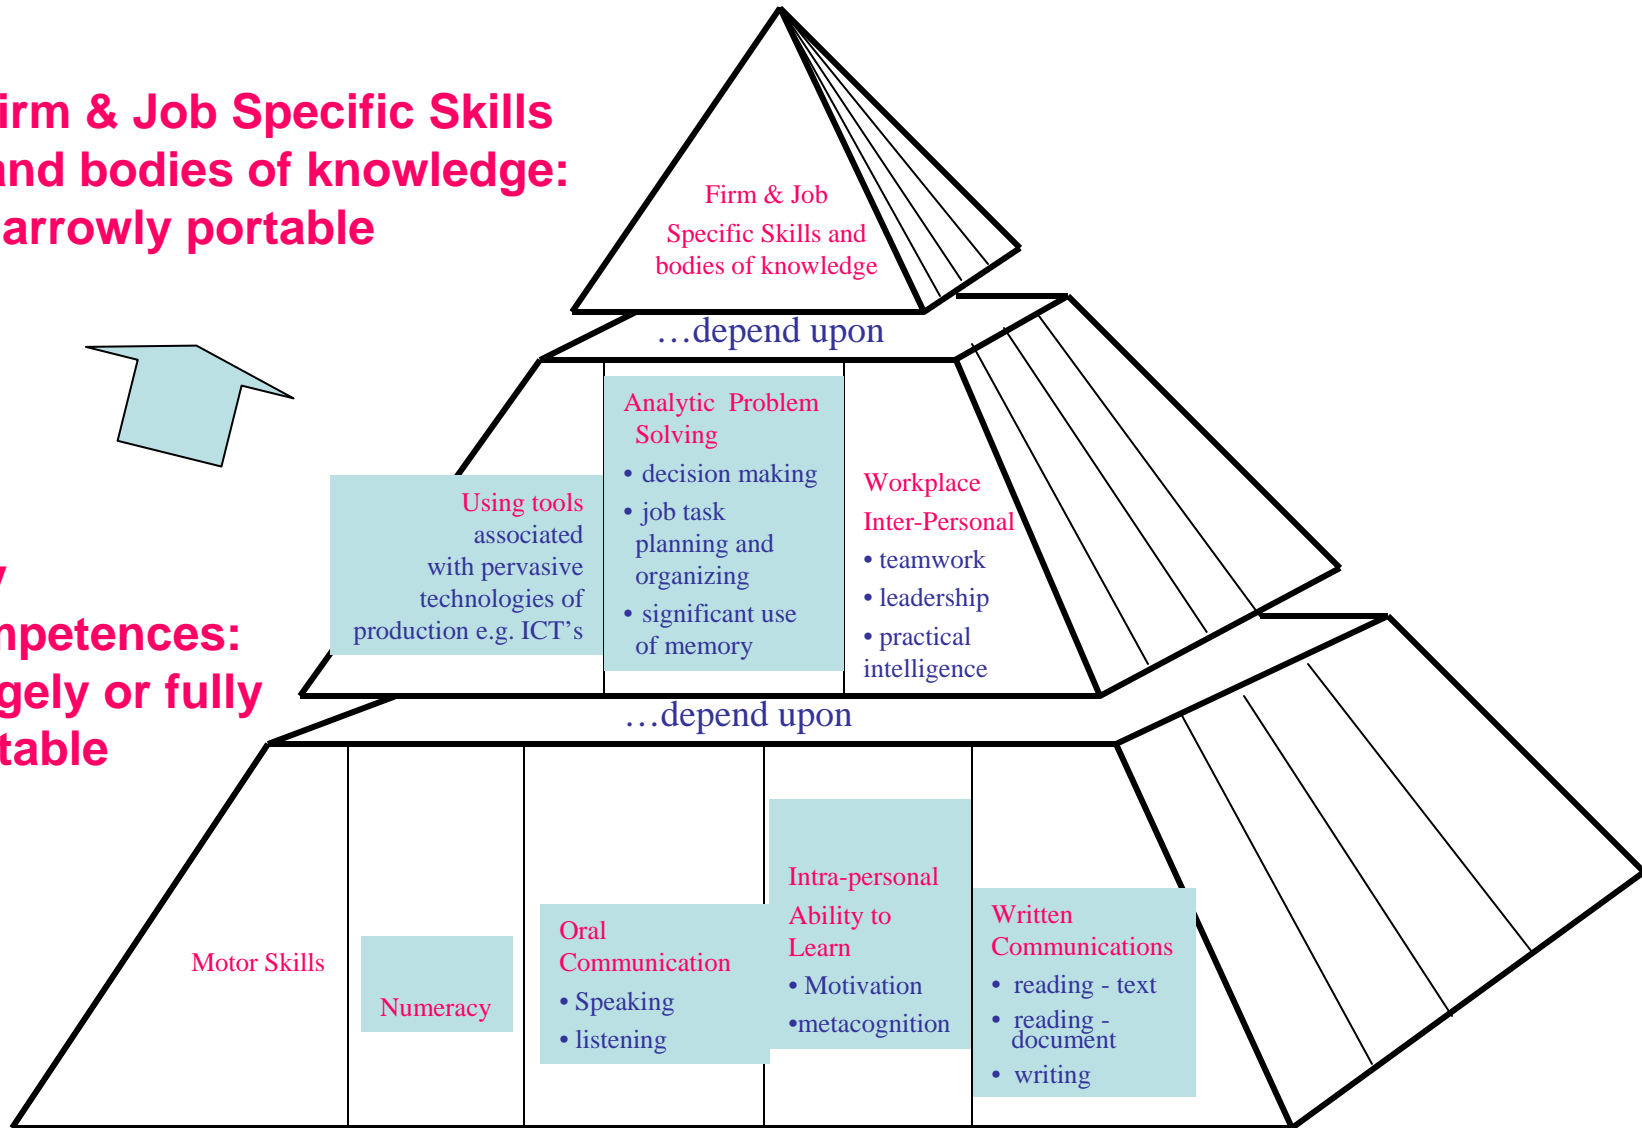 irm & Job Specific Skills
and bodies of knowledge:
arrowly portable
Firm & Job
Specific Skills and
bodies of knowledge
…depend upon
Using tools
associated
with pervasive
technologies of
production e.g. ICT's
Analytic Problem
Solving
• decision making
• job task
planning and
organizing
• significant use
of memory
Workplace
Inter-Personal
• teamwork
• leadership
• practical
intelligence
y
mpetences:
gely or fully
table
…depend upon
Motor Skills
Numeracy
Oral
Communication
• Speaking
• listening
Intra-personal
Ability to
Learn
• Motivation
•metacognition
Written
Communications
• reading - text
• reading -
document
• writing